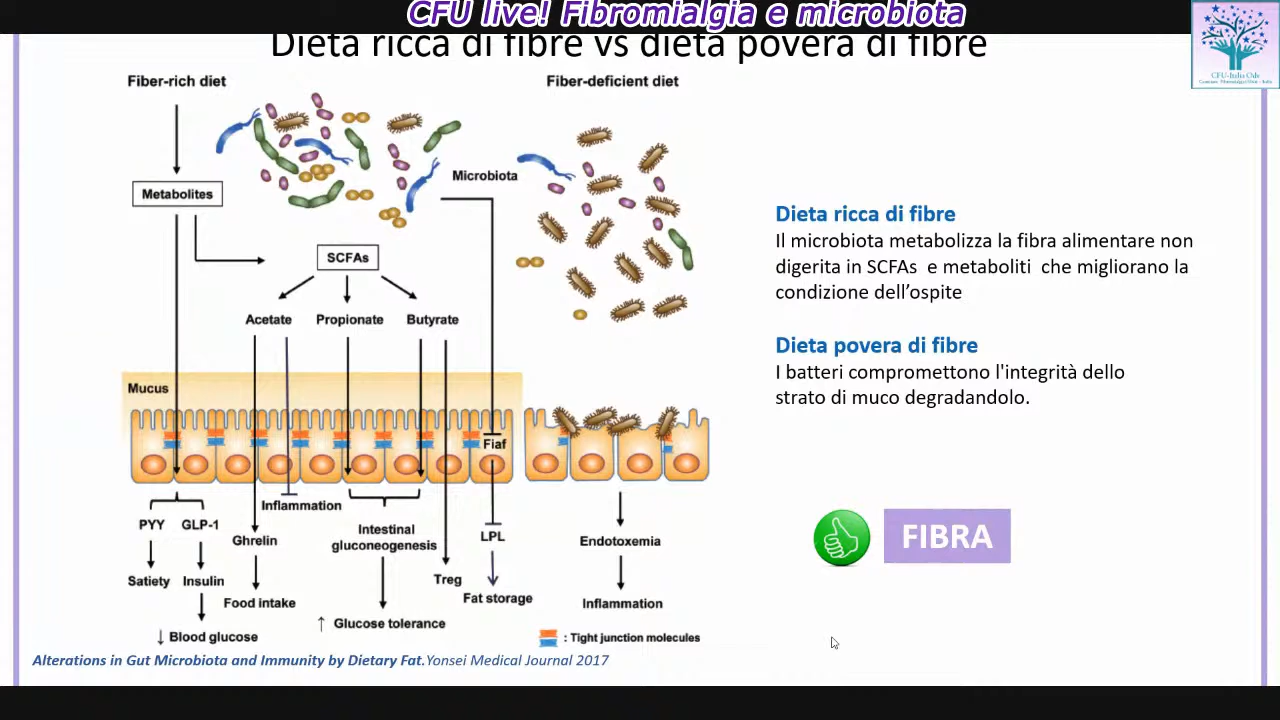 CFU live! Fibromialgia e microbiota
Dieta ricca di fibre vs dieta povera di fibre
CFU-Italia Odv
Fiber-rich diet
Fiber-deficient diet
Metabolites
Microbiota
SCFAs
Acetate
Propionate
Butyrate
Mucus
Fiaf
Inflammation
PYY
GLP-1
Ghrelin
Intestinal
gluconeogenesis
LPL
Endotoxemia
Satiety
Insulin
Food intake
Treg
Fat storage
Inflammation
↓ Blood glucose
↑ Glucose tolerance
: Tight junction molecules
Alterations in Gut Microbiota and Immunity by Dietary Fat.Yonsei Medical Journal 2017
Dieta ricca di fibre
Il microbiota metabolizza la fibra alimentare non
digerita in SCFAs e metaboliti che migliorano la
condizione dell’ospite
Dieta povera di fibre
I batteri compromettono l'integrità dello
strato di muco degradandolo.
FIBRA